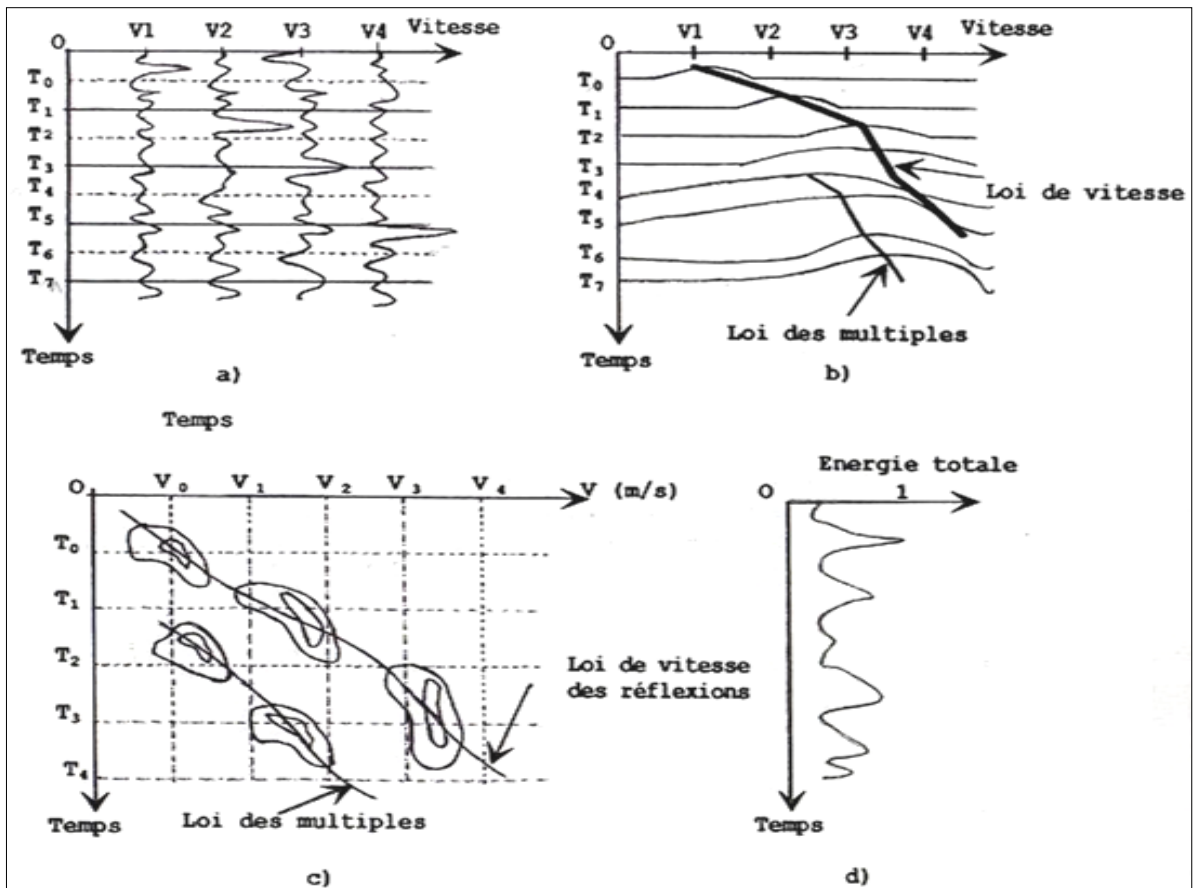 V1 V2 V3 V4 Vitesse
O
T0
T1
T2
T3
T4
T5
T6
T7
Temps
a)
V1 V2 V3 V4 Vitesse
O
T0
T1
T2
T3
T4
T5
T6
T7
Loi de vitesse
Loi des multiples
Temps
b)
Temps
O V0 V1 V2 V3 V4 V (m/s)
T0
T1
T2
T3
T4
Loi de vitesse
des réflexions
Temps
Loi des multiples
c)
Energie totale
O 1
Temps
d)